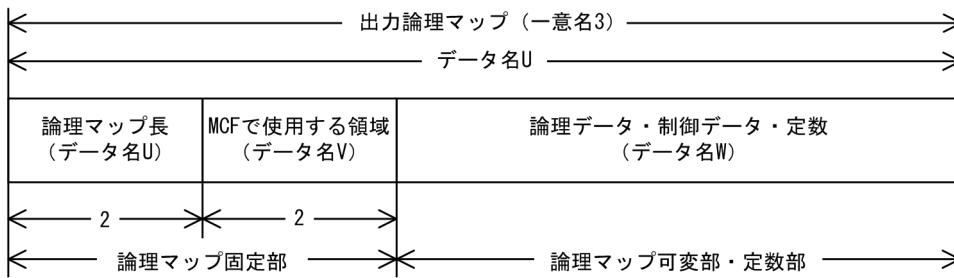 出力論理マップ（一意名3）
データ名U
論理マップ長
（データ名U）
MCFで使用する領域
（データ名V）
論理データ・制御データ・定数
（データ名W）
2
2
論理マップ固定部
論理マップ可変部・定数部